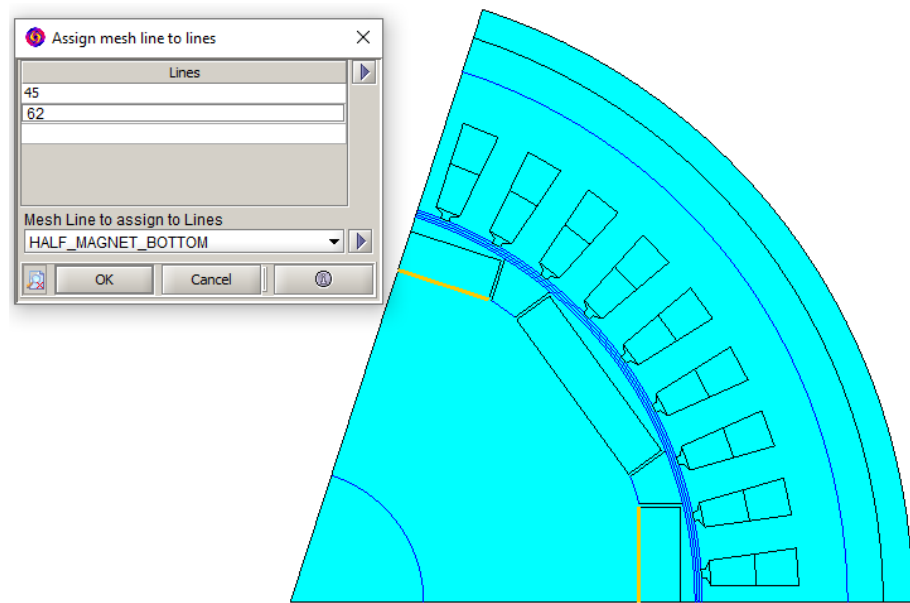 Assign mesh line to lines
Lines
45
62
Mesh Line to assign to Lines
HALF_MAGNET_BOTTOM
OK
Cancel